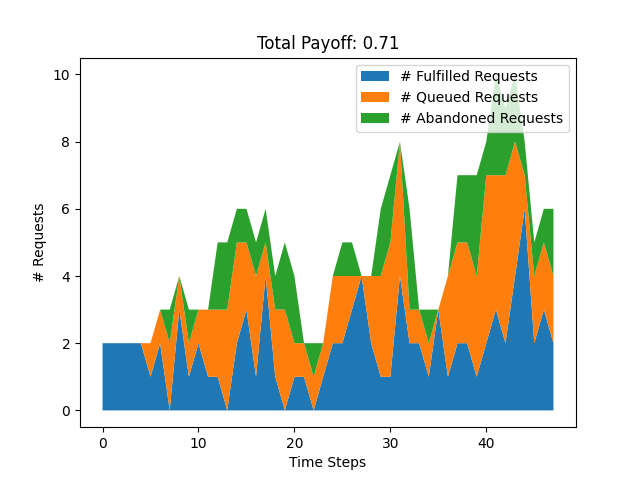 Total Payoff: 0.71
# Fulfilled Requests
# Queued Requests
# Abandoned Requests
# Requests
10
8
6
4
2
0
0 10 20 30 40
Time Steps